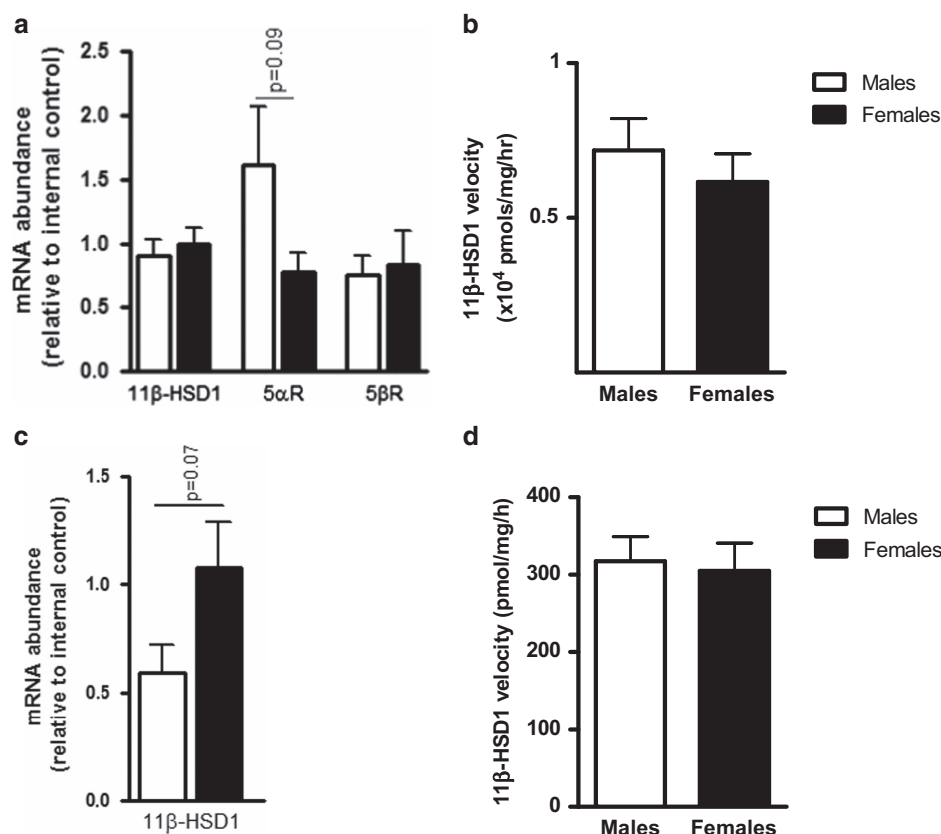 a
mRNA abundance
(relative to internal control)
2.5
2.0
1.5
1.0
0.5
0.0
p=0.09
11β-HSD1 5αR 5βR
b
11β-HSD1 velocity
(x10⁴ pmols/mg/hr)
1
0.5
Males Females
Males
Females
c
mRNA abundance
(relative to internal control)
1.5
1.0
0.5
0.0
p=0.07
11β-HSD1
d
11β-HSD1 velocity (pmol/mg/h)
400
300
200
100
0
Males Females
Males
Females